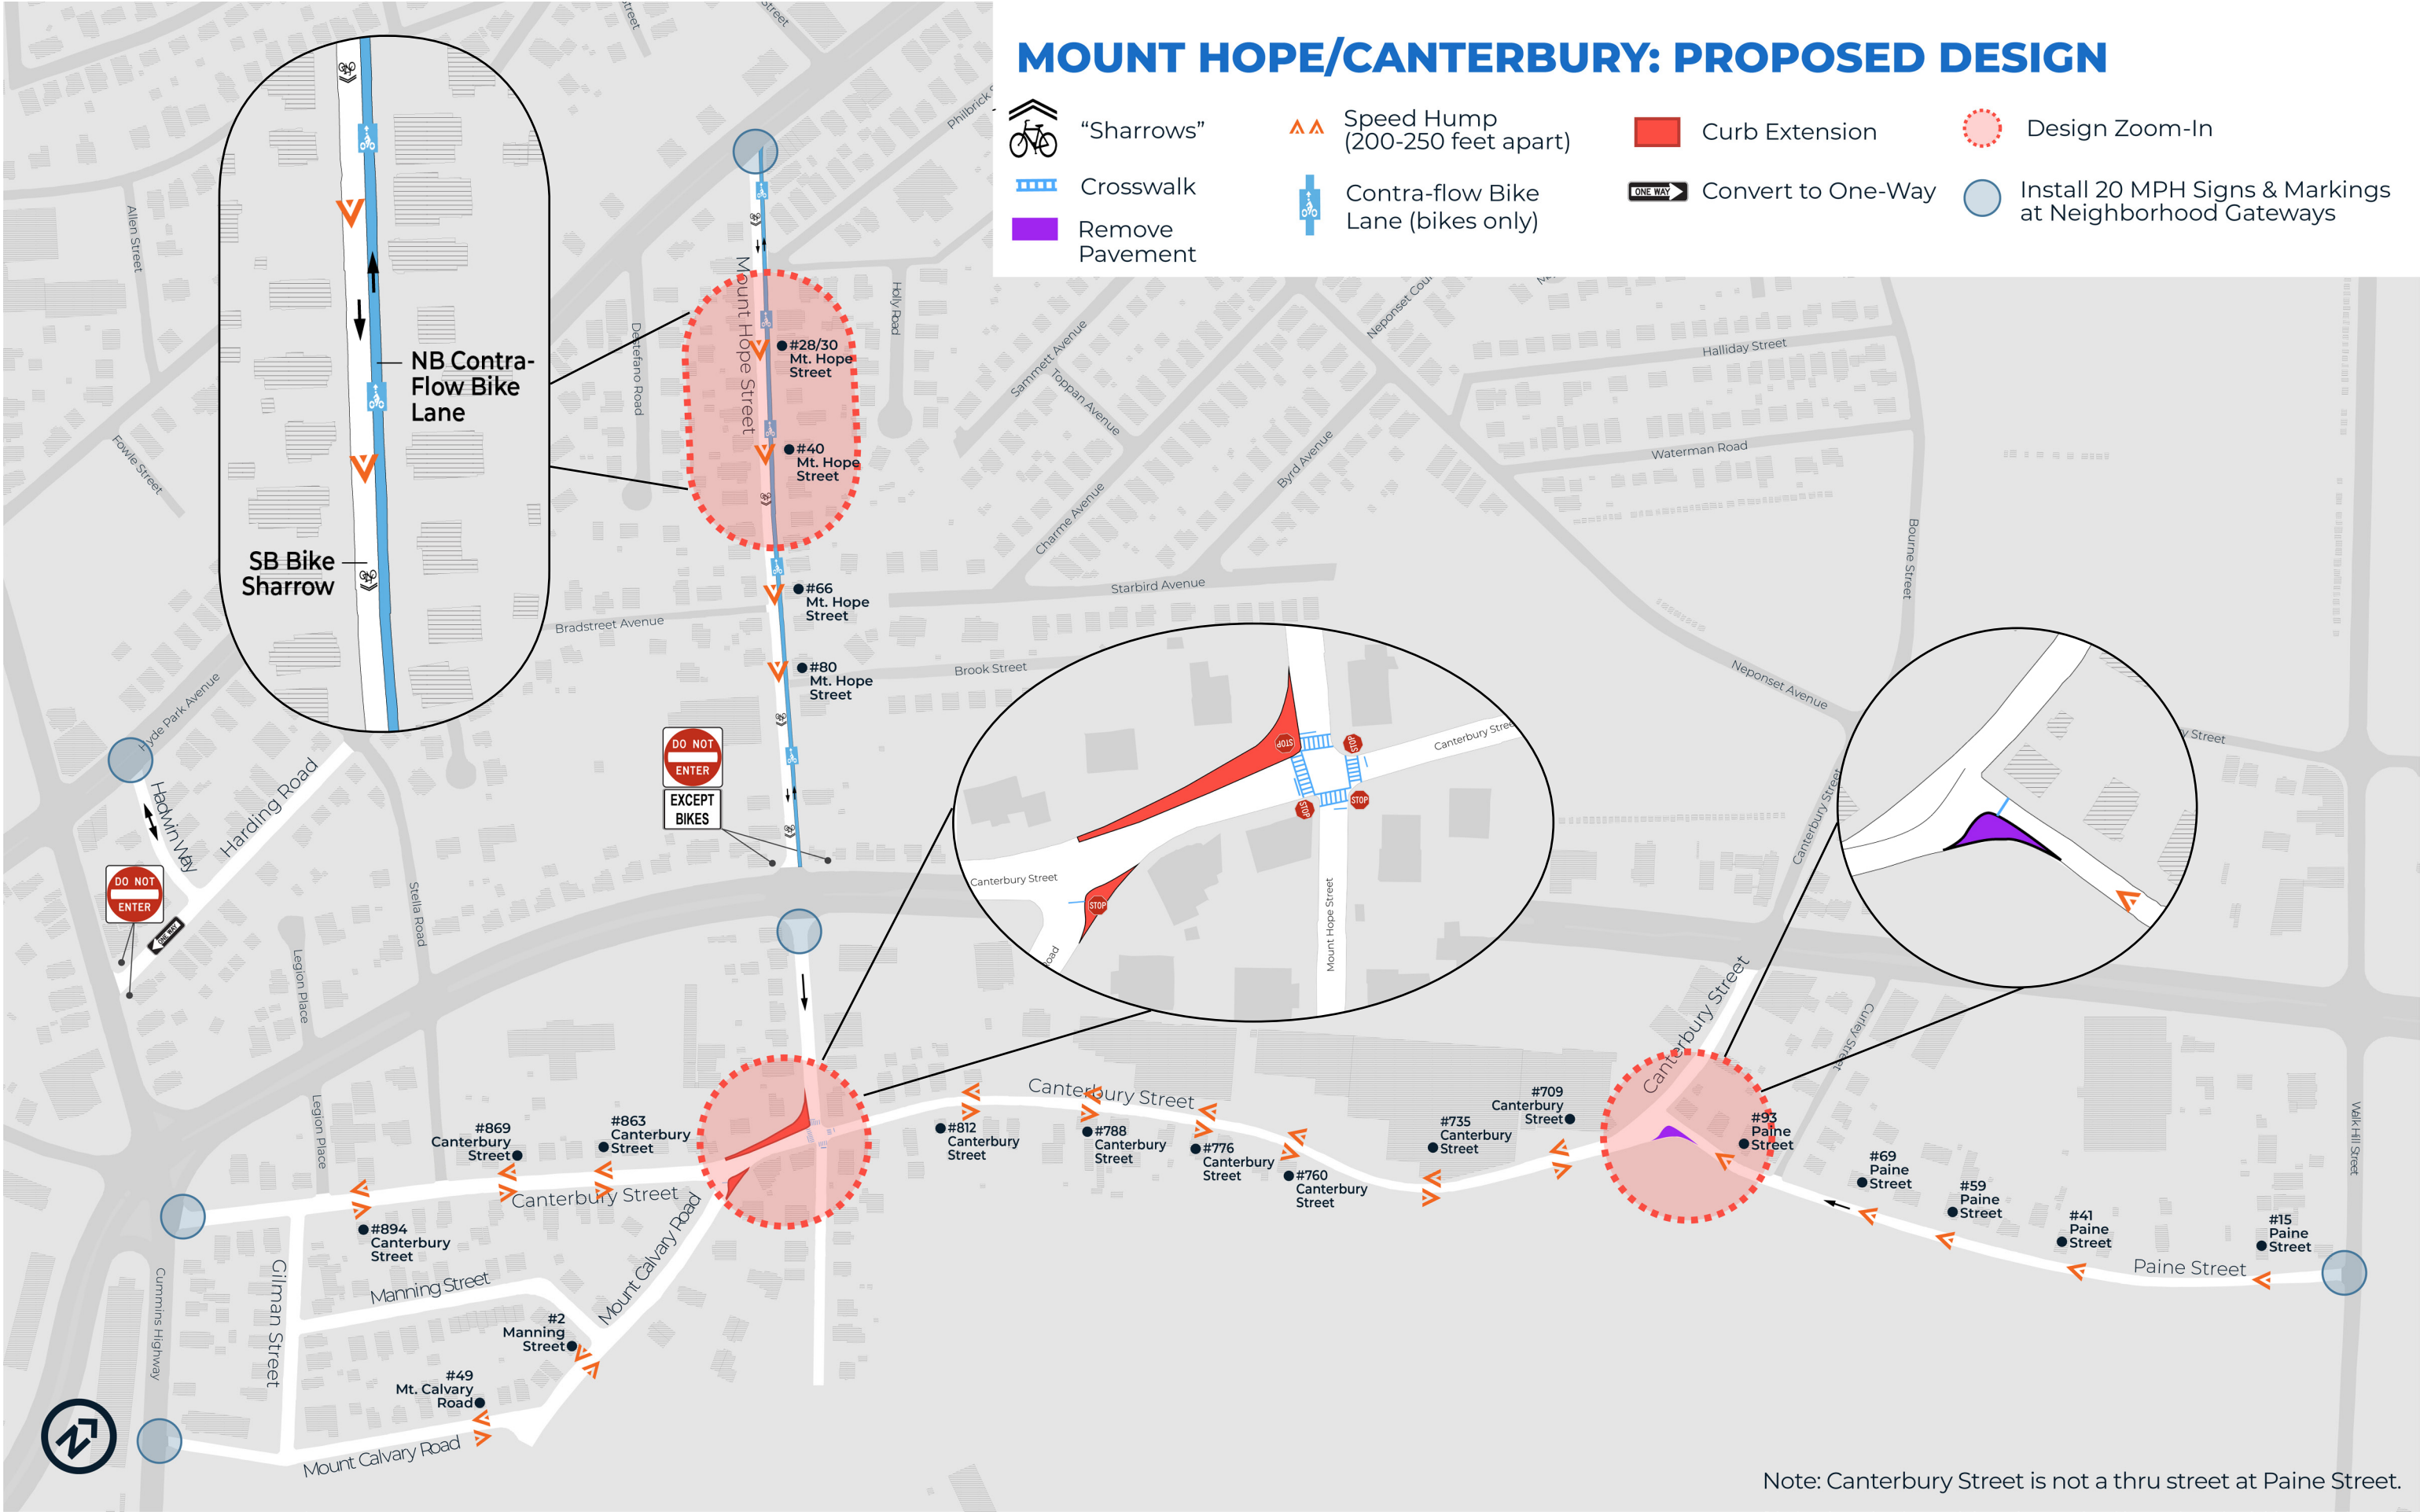 MOUNT HOPE/CANTERBURY: PROPOSED DESIGN
“Sharrows”
Crosswalk
Remove
Pavement
Speed Hump
(200-250 feet apart)
Contra-flow Bike
Lane (bikes only)
Curb Extension
ONE WAY
Convert to One-Way
Design Zoom-In
Install 20 MPH Signs & Markings
at Neighborhood Gateways
Street
Street
Philbrick S
Allen Street
Fowle Street
NB Contra-
Flow Bike
Lane
SB Bike
Sharrow
Destefano Road
Mount Hope Street
Holly Road
#28/30
Mt. Hope
Street
#40
Mt. Hope
Street
#66
Mt. Hope
Street
#80
Mt. Hope
Street
Sammett Avenue
Toppan Avenue
Charme Avenue
Byrd Avenue
Neponset Cour
Halliday Street
Waterman Road
Bourne Street
Starbird Avenue
Bradstreet Avenue
Brook Street
Neponset Avenue
y Street
Hyde Park Avenue
Hadwin Way
Harding Road
DO NOT
ENTER
ONE WAY
DO NOT
ENTER
EXCEPT
BIKES
Stella Road
Legion Place
Legion Place
STOP
STOP
STOP
STOP
STOP
Canterbury Stree
Canterbury Street
Mount Hope Street
oad
Canterbury Street
Canterbury Street
Curley Street
Walk Hill Street
#869
Canterbury
Street
#863
Canterbury
Street
#894
Canterbury
Street
Canterbury Street
#812
Canterbury
Street
Canterbury Street
#788
Canterbury
Street
#776
Canterbury
Street
#760
Canterbury
Street
#735
Canterbury
Street
#709
Canterbury
Street
#93
Paine
Street
#69
Paine
Street
#59
Paine
Street
#41
Paine
Street
#15
Paine
Street
Paine Street
Cummins Highway
Gilman Street
Manning Street
Mount Calvary Road
#2
Manning
Street
#49
Mt. Calvary
Road
Mount Calvary Road
N
Note: Canterbury Street is not a thru street at Paine Street.